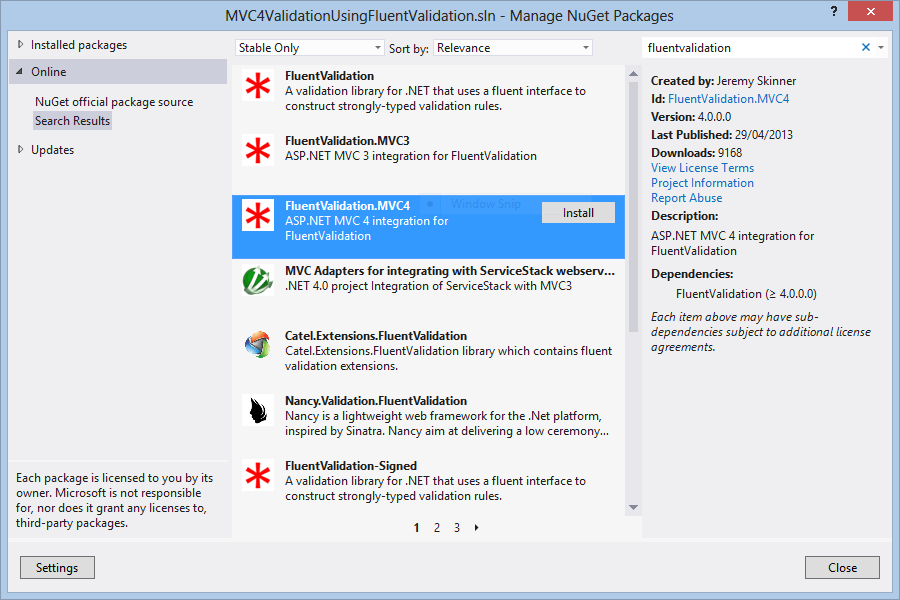 MVC4ValidationUsingFluentValidation.sln - Manage NuGet Packages
?
Installed packages
Online
NuGet official package source
Search Results
Updates
Each package is licensed to you by its
owner. Microsoft is not responsible
for, nor does it grant any licenses to,
third-party packages.
Stable Only
Sort by:
Relevance
FluentValidation
A validation library for .NET that uses a fluent interface to
construct strongly-typed validation rules.
FluentValidation.MVC3
ASP.NET MVC 3 integration for FluentValidation
FluentValidation.MVC4
Window Snip
ASP.NET MVC 4 integration for
FluentValidation
Install
MVC Adapters for integrating with ServiceStack webserv...
.NET 4.0 project Integration of ServiceStack with MVC3
Catel.Extensions.FluentValidation
Catel.Extensions.FluentValidation library which contains fluent
validation extensions.
Nancy.Validation.FluentValidation
Nancy is a lightweight web framework for the .Net platform,
inspired by Sinatra. Nancy aim at delivering a low ceremony...
FluentValidation-Signed
A validation library for .NET that uses a fluent interface to
construct strongly-typed validation rules.
1 2 3
fluentvalidation
Created by: Jeremy Skinner
Id: FluentValidation.MVC4
Version: 4.0.0.0
Last Published: 29/04/2013
Downloads: 9168
View License Terms
Project Information
Report Abuse
Description:
ASP.NET MVC 4 integration for
FluentValidation
Dependencies:
FluentValidation (≥ 4.0.0.0)
Each item above may have sub-
dependencies subject to additional license
agreements.
Settings
Close